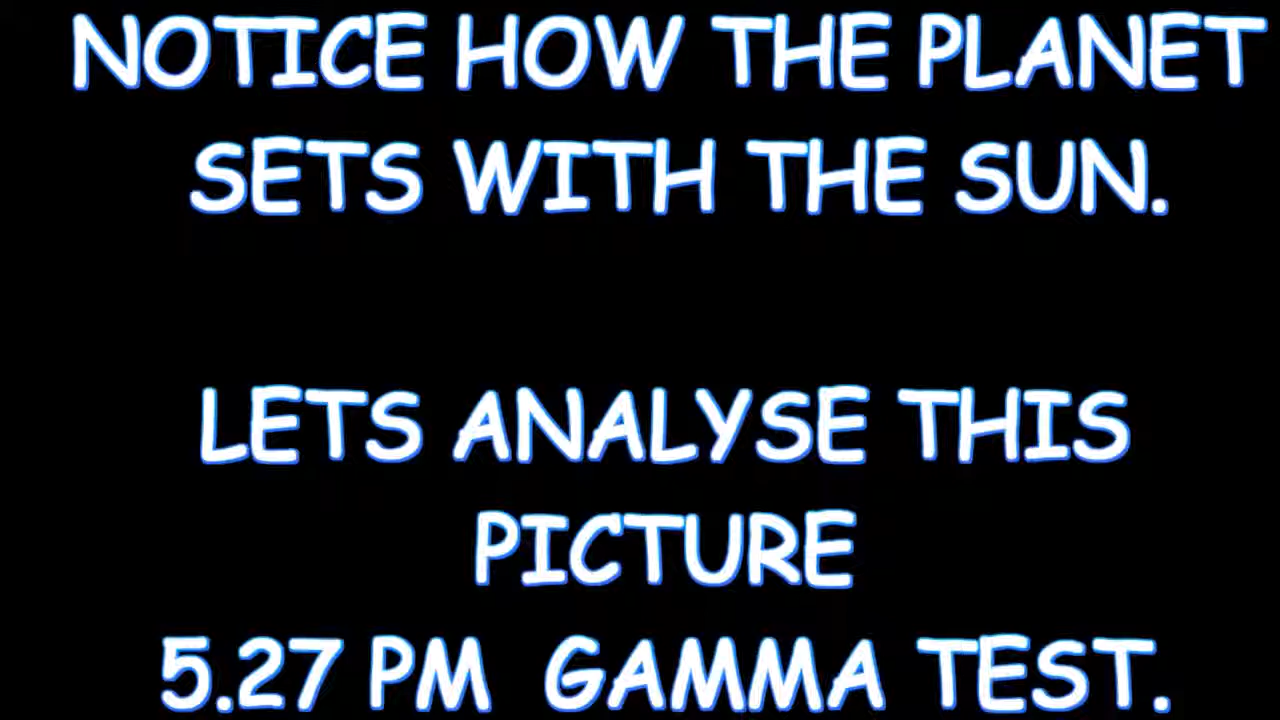 NOTICE HOW THE PLANET
SETS WITH THE SUN.
LETS ANALYSE THIS
PICTURE
5.27 PM GAMMA TEST.